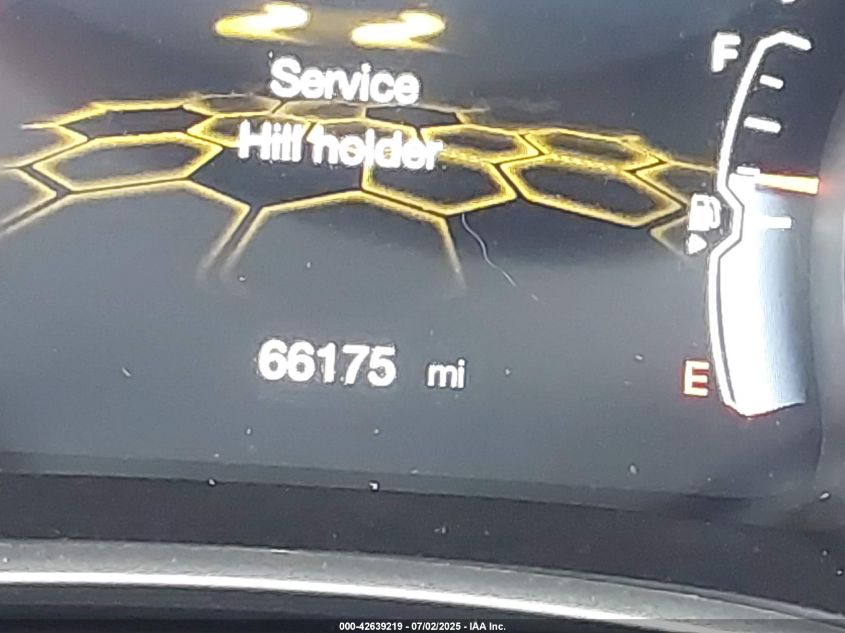 Service
Hill holder
F
66175 mi
E
000-42639219 - 07/02/2025 - IAA Inc.